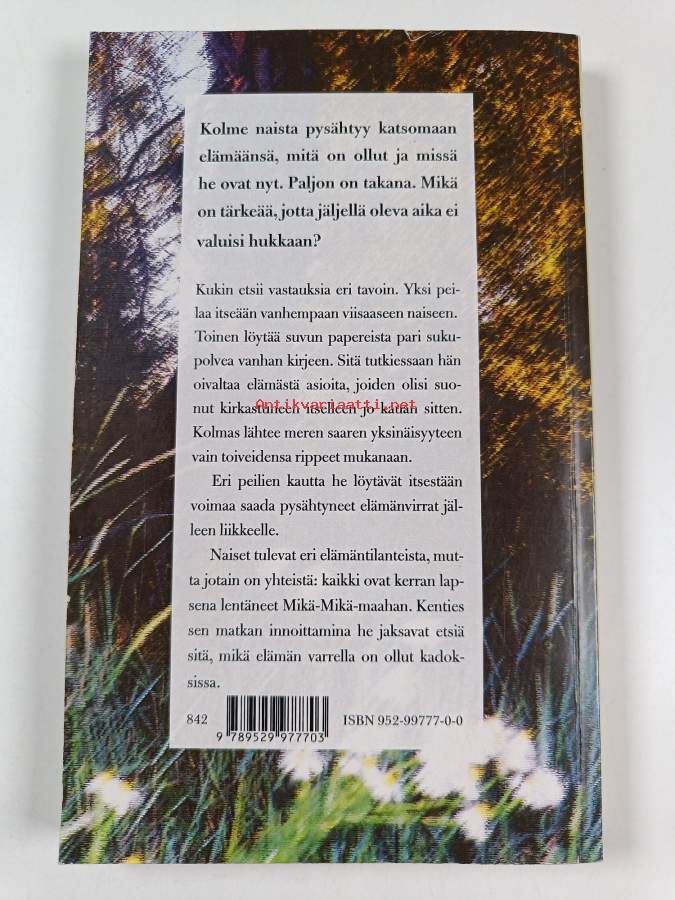 Kolme naista pysähtyy katsomaan
elämäänsä, mitä on ollut ja missä
he ovat nyt. Paljon on takana. Mikä
on tärkeää, jotta jäljellä oleva aika ei
valuisi hukkaan?
Kukin etsii vastauksia eri tavoin. Yksi pei-
laa itseään vanhempaan viisaaseen naiseen.
Toinen löytää suvun papereista pari suku-
polvea vanhan kirjeen. Sitä tutkiessaan hän
oivaltaa elämästä asioita, joiden olisi suo-
Antikvariaatti.net
nut kirkastuneen itselleen jo kauan sitten.
Kolmas lähtee meren saaren yksinäisyyteen
vain toiveidensa rippeet mukanaan.
Eri peilien kautta he löytävät itsestään
voimaa saada pysähtyneet elämänvirrat jäl-
leen liikkeelle.
Naiset tulevat eri elämäntilanteista, mut-
ta jotain on yhteistä: kaikki ovat kerran lap-
sena lentäneet Mikä-Mikä-maahan. Kenties
sen matkan innoittamina he jaksavat etsiä
sitä, mikä elämän varrella on ollut kadok-
sissa.
842
ISBN 952-99777-0-0
9 789529 977703